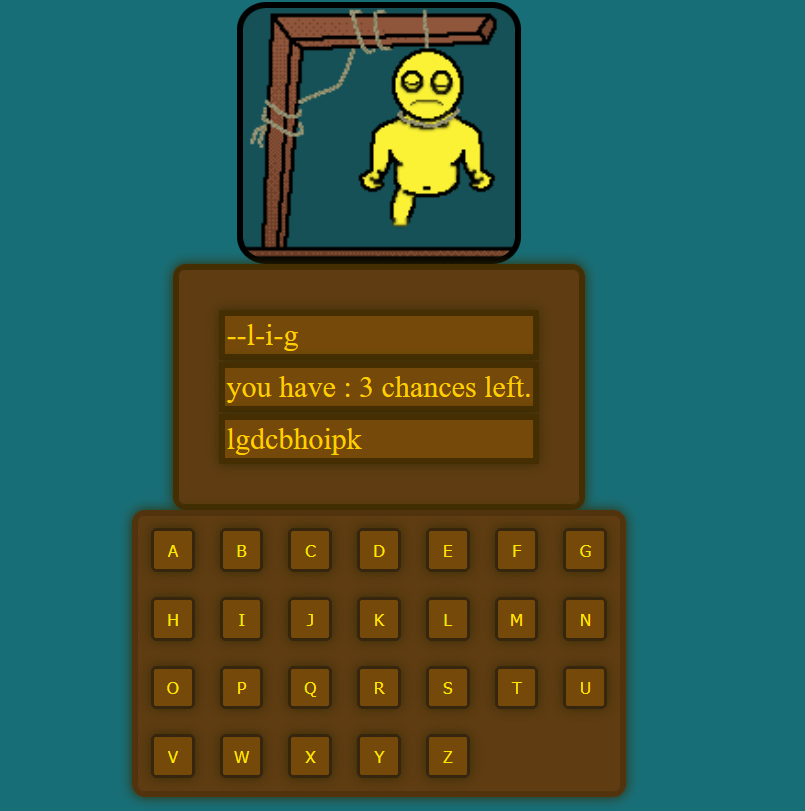 --l-i-g
you have : 3 chances left.
lgdcbhoipk
A B C D E F G
H I J K L M N
O P Q R S T U
V W X Y Z